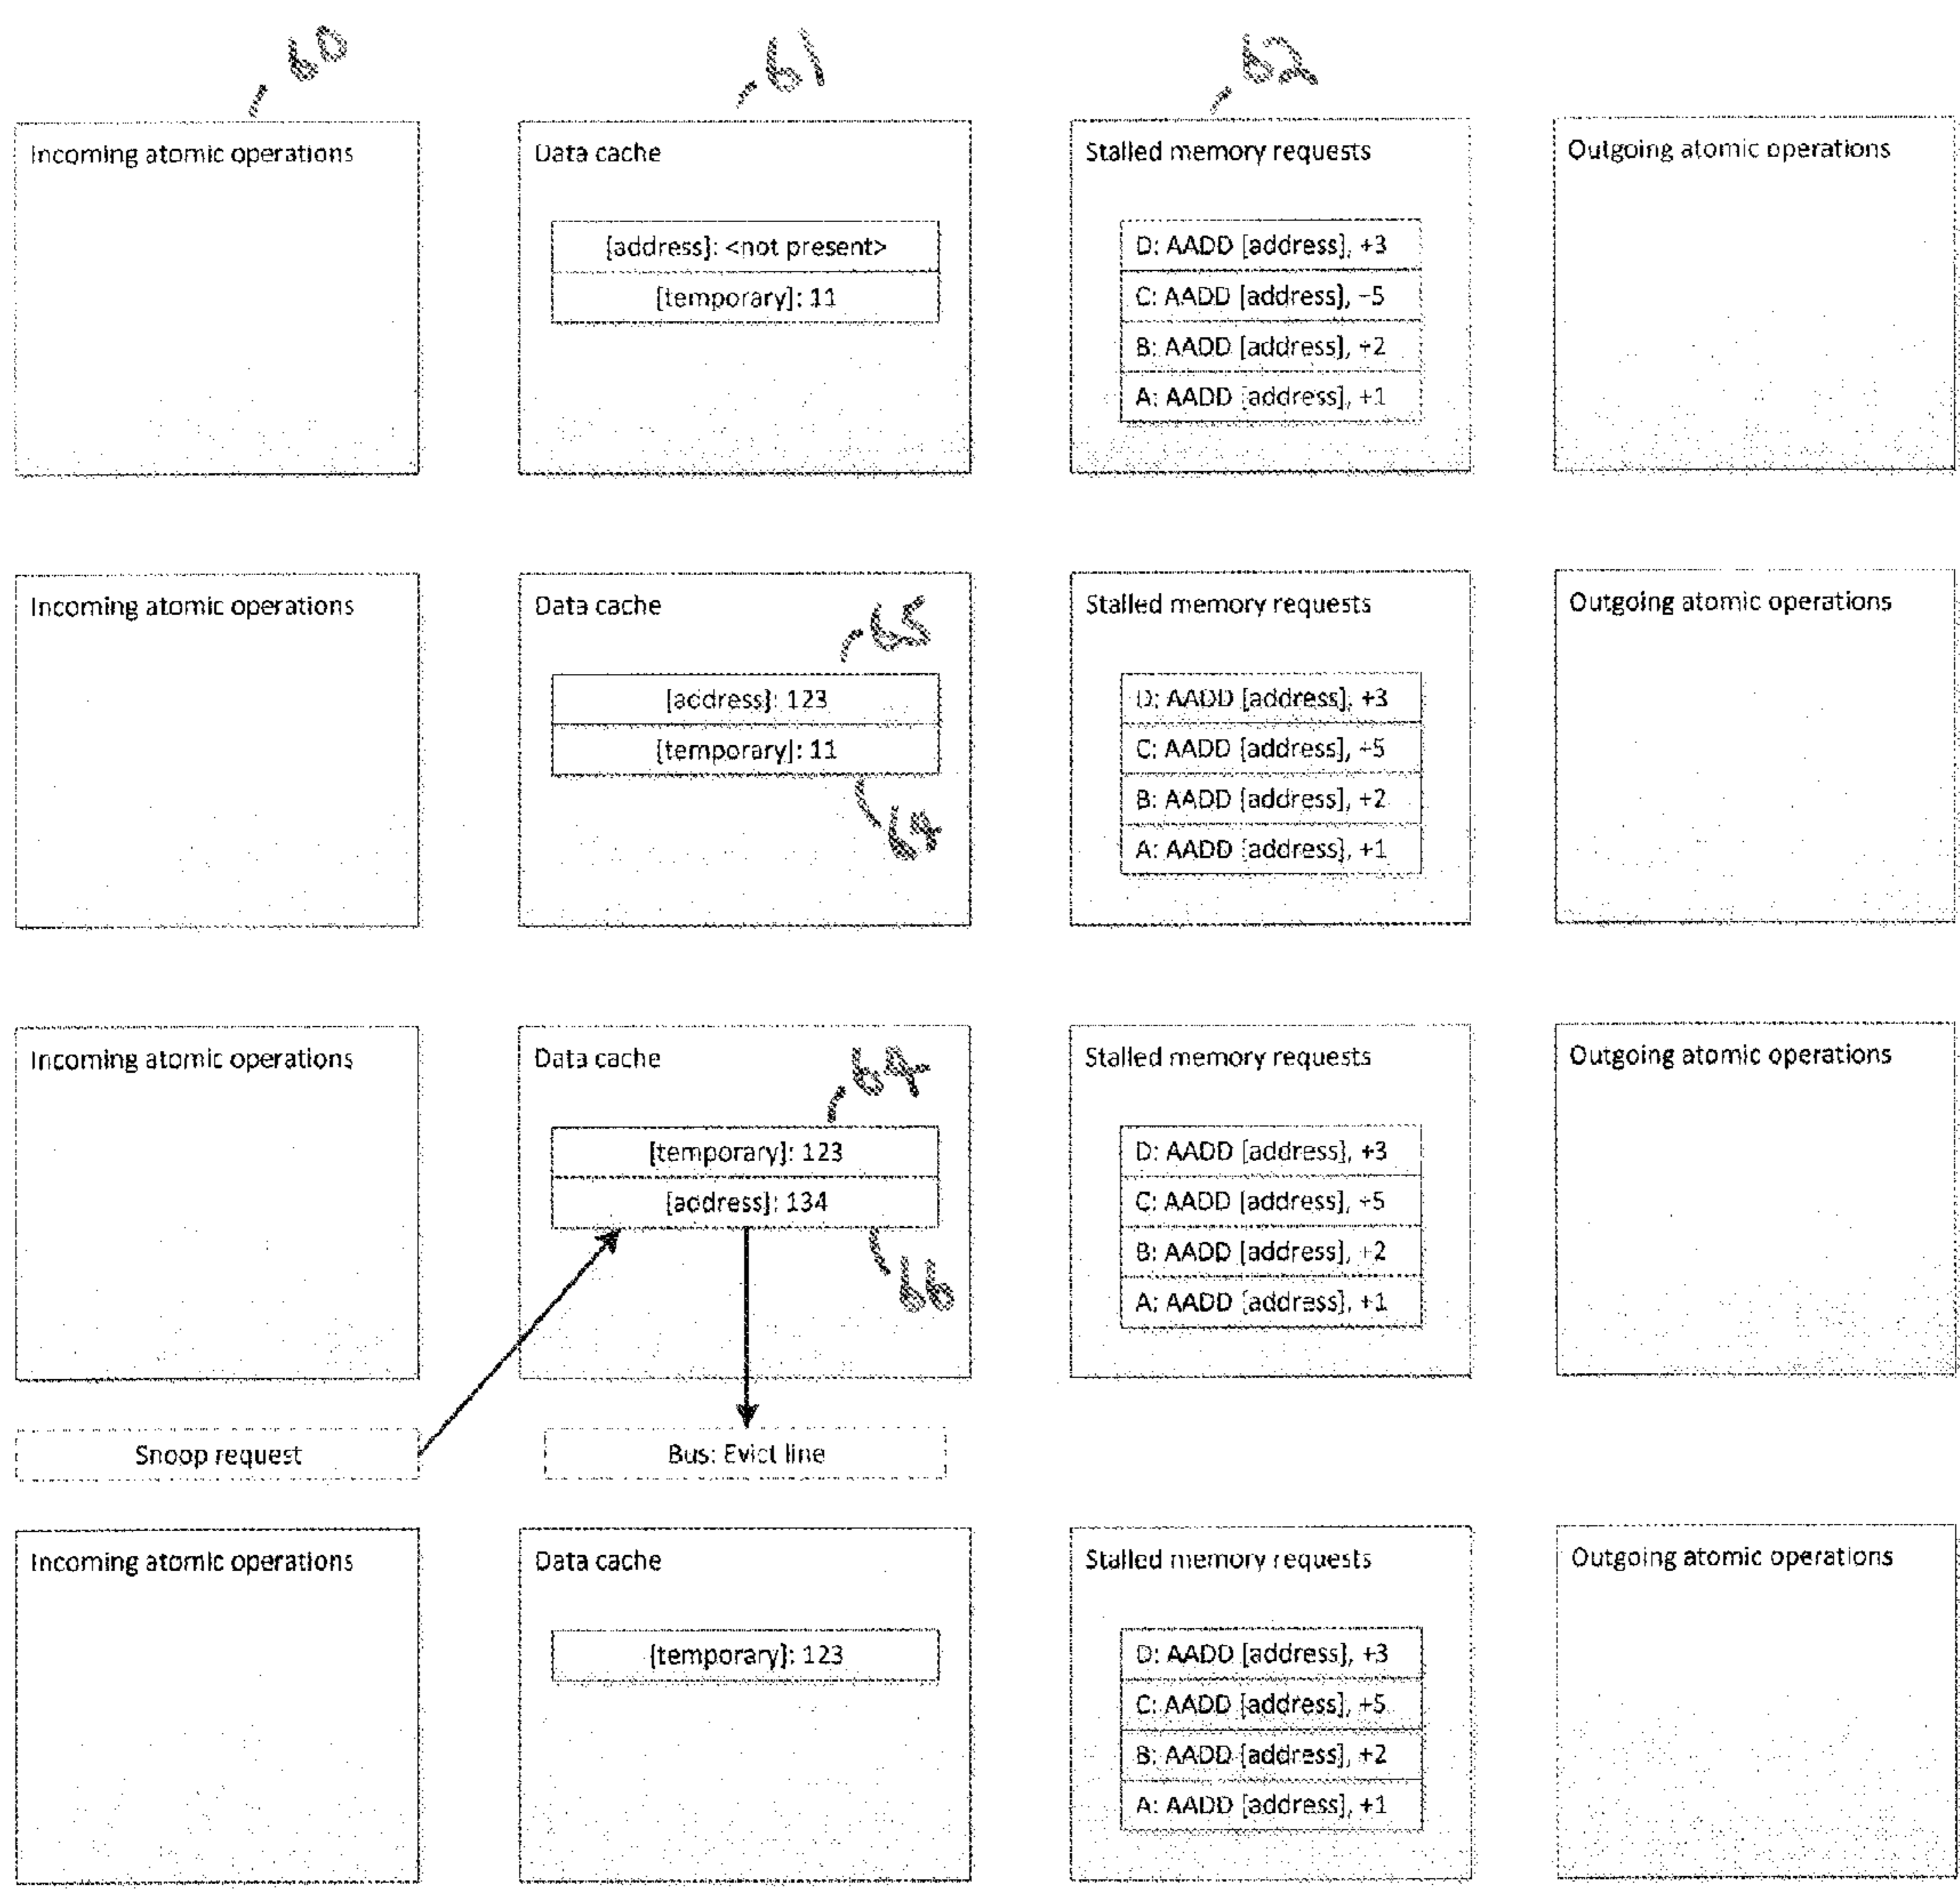 60
61
62
Incoming atomic operations
Data cache
[address]: <not present>
[temporary]: 11
Stalled memory requests
D: AADD [address], +3
C: AADD [address], +5
B: AADD [address], +2
A: AADD [address], +1
Outgoing atomic operations
Incoming atomic operations
Data cache
65
[address]: 123
[temporary]: 11
64
Stalled memory requests
D: AADD [address], +3
C: AADD [address], +5
B: AADD [address], +2
A: AADD [address], +1
Outgoing atomic operations
Incoming atomic operations
Data cache
64
[temporary]: 123
[address]: 134
66
Stalled memory requests
D: AADD [address], +3
C: AADD [address], +5
B: AADD [address], +2
A: AADD [address], +1
Outgoing atomic operations
Snoop request
Bus: Evict line
Incoming atomic operations
Data cache
[temporary]: 123
Stalled memory requests
D: AADD [address], +3
C: AADD [address], +5
B: AADD [address], +2
A: AADD [address], +1
Outgoing atomic operations